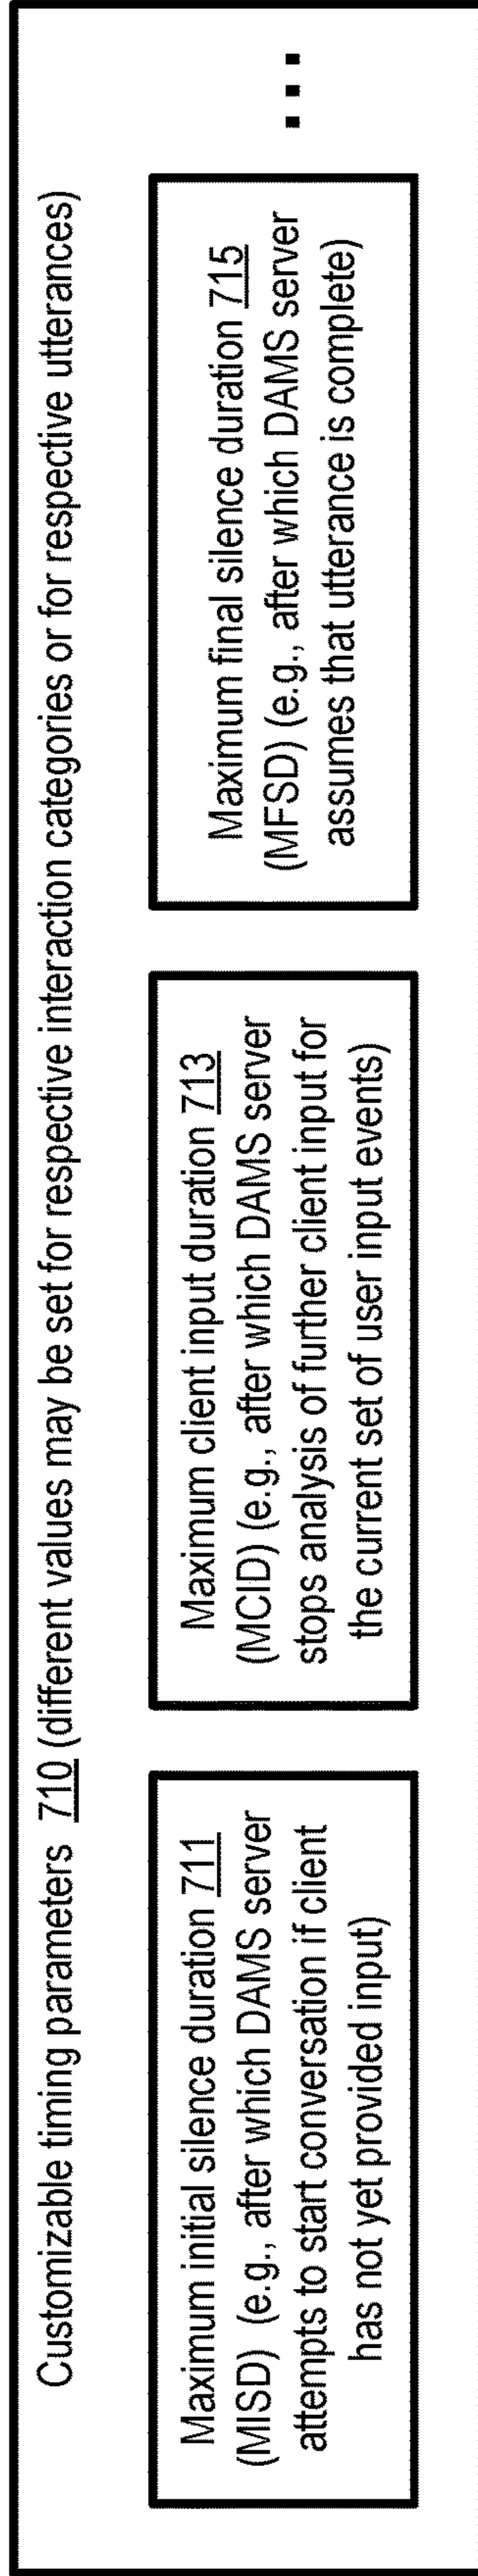 Customizable timing parameters 710 (different values may be set for respective interaction categories or for respective utterances)
Maximum initial silence duration 711
(MISD) (e.g., after which DAMS server
attempts to start conversation if client
has not yet provided input)
Maximum client input duration 713
(MCID) (e.g., after which DAMS server
stops analysis of further client input for
the current set of user input events)
Maximum final silence duration 715
(MFSD) (e.g., after which DAMS server
assumes that utterance is complete)
...